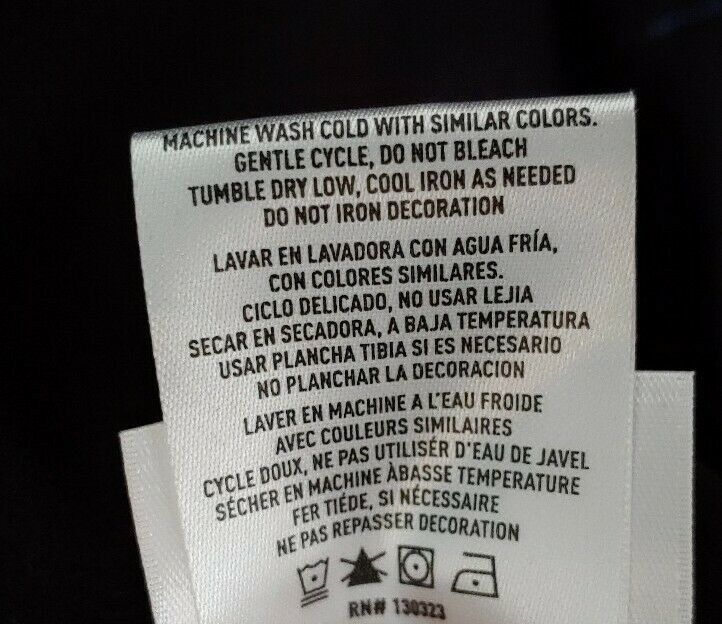 MACHINE WASH COLD WITH SIMILAR COLORS.
GENTLE CYCLE, DO NOT BLEACH
TUMBLE DRY LOW, COOL IRON AS NEEDED
DO NOT IRON DECORATION
LAVAR EN LAVADORA CON AGUA FRÍA,
CON COLORES SIMILARES.
CICLO DELICADO, NO USAR LEJIA
SECAR EN SECADORA, A BAJA TEMPERATURA
USAR PLANCHA TIBIA SI ES NECESARIO
NO PLANCHAR LA DECORACION
LAVER EN MACHINE A L'EAU FROIDE
AVEC COULEURS SIMILAIRES
CYCLE DOUX, NE PAS UTILISÉR D'EAU DE JAVEL
SÉCHER EN MACHINE ÀBASSE TEMPERATURE
FER TIÉDE, SI NÉCESSAIRE
NE PAS REPASSER DECORATION
RN# 130323